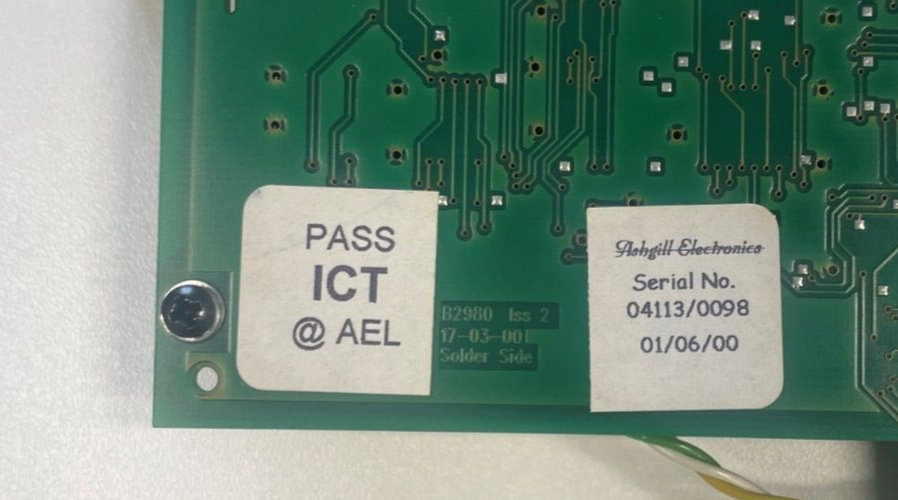 PASS
ICT
@ AEL
B2980 Iss 2
17-03-00
Solder Side
Ashgill Electronics
Serial No.
04113/0098
01/06/00